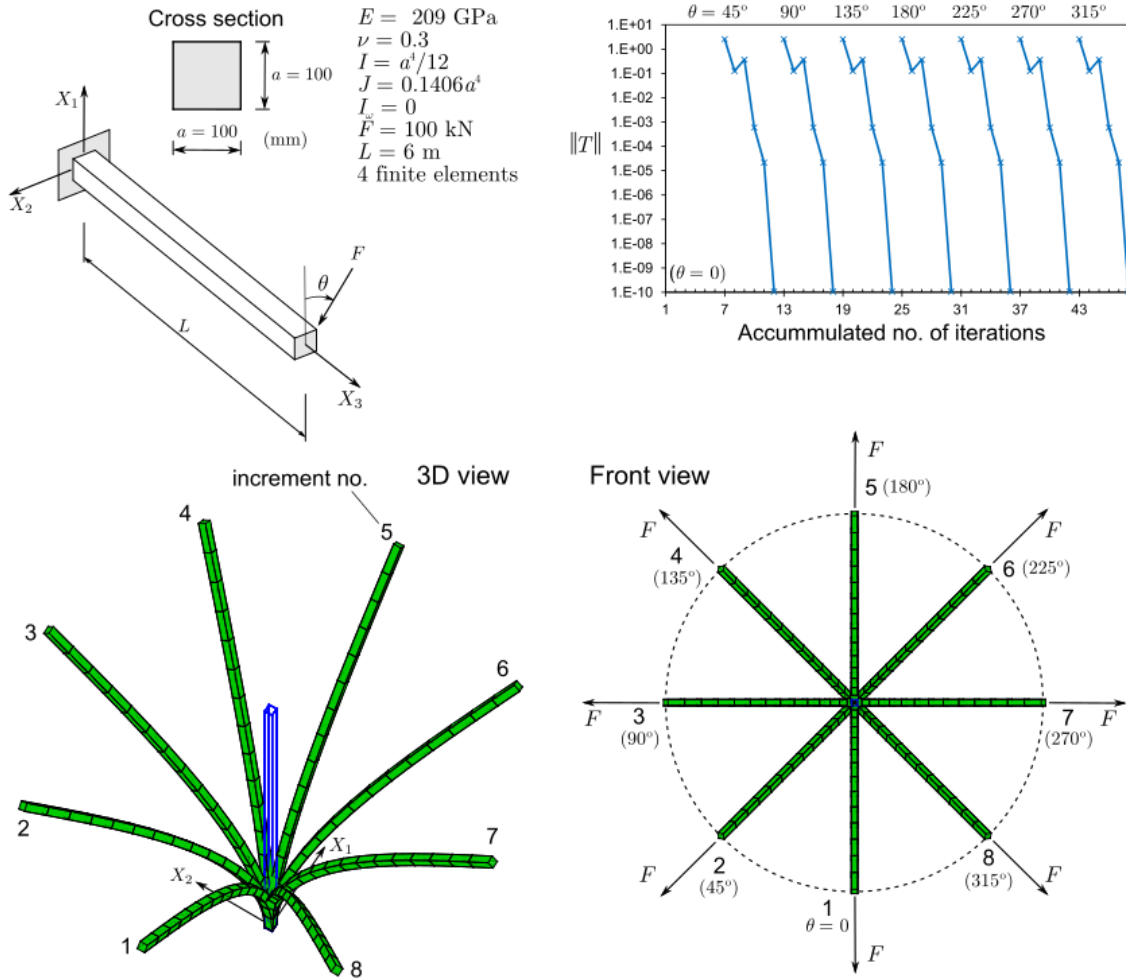 Cross section
a = 100
a = 100
(mm)
E = 209 GPa
ν = 0.3
I = a⁴/12
J = 0.1406a⁴
I_ω = 0
F = 100 kN
L = 6 m
4 finite elements
X₁
X₂
X₃
F
θ
L
θ = 45° 90° 135° 180° 225° 270° 315°
1.E+01
1.E+00
1.E-01
1.E-02
1.E-03
1.E-04
1.E-05
1.E-06
1.E-07
1.E-08
1.E-09
1.E-10
‖T‖
(θ = 0)
1 7 13 19 25 31 37 43
Accummulated no. of iterations
increment no.
3D view
4
5
3
6
2
7
X₂
X₁
1
8
Front view
F
5 (180°)
F
4
(135°)
F
6 (225°)
F
3
(90°)
F
7
(270°)
F
2
(45°)
F
8
(315°)
F
1
θ = 0
F